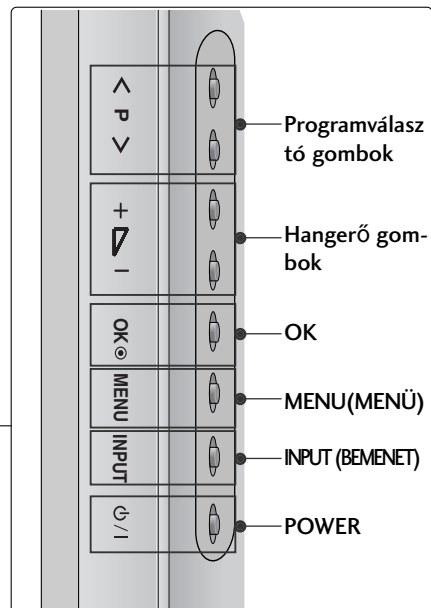 < P >
Programválasz
tó gombok
+ -
Hangerő gom-
bok
OK
OK
MENU
MENU(MENÜ)
INPUT
INPUT (BEMENET)
⏻/I
POWER